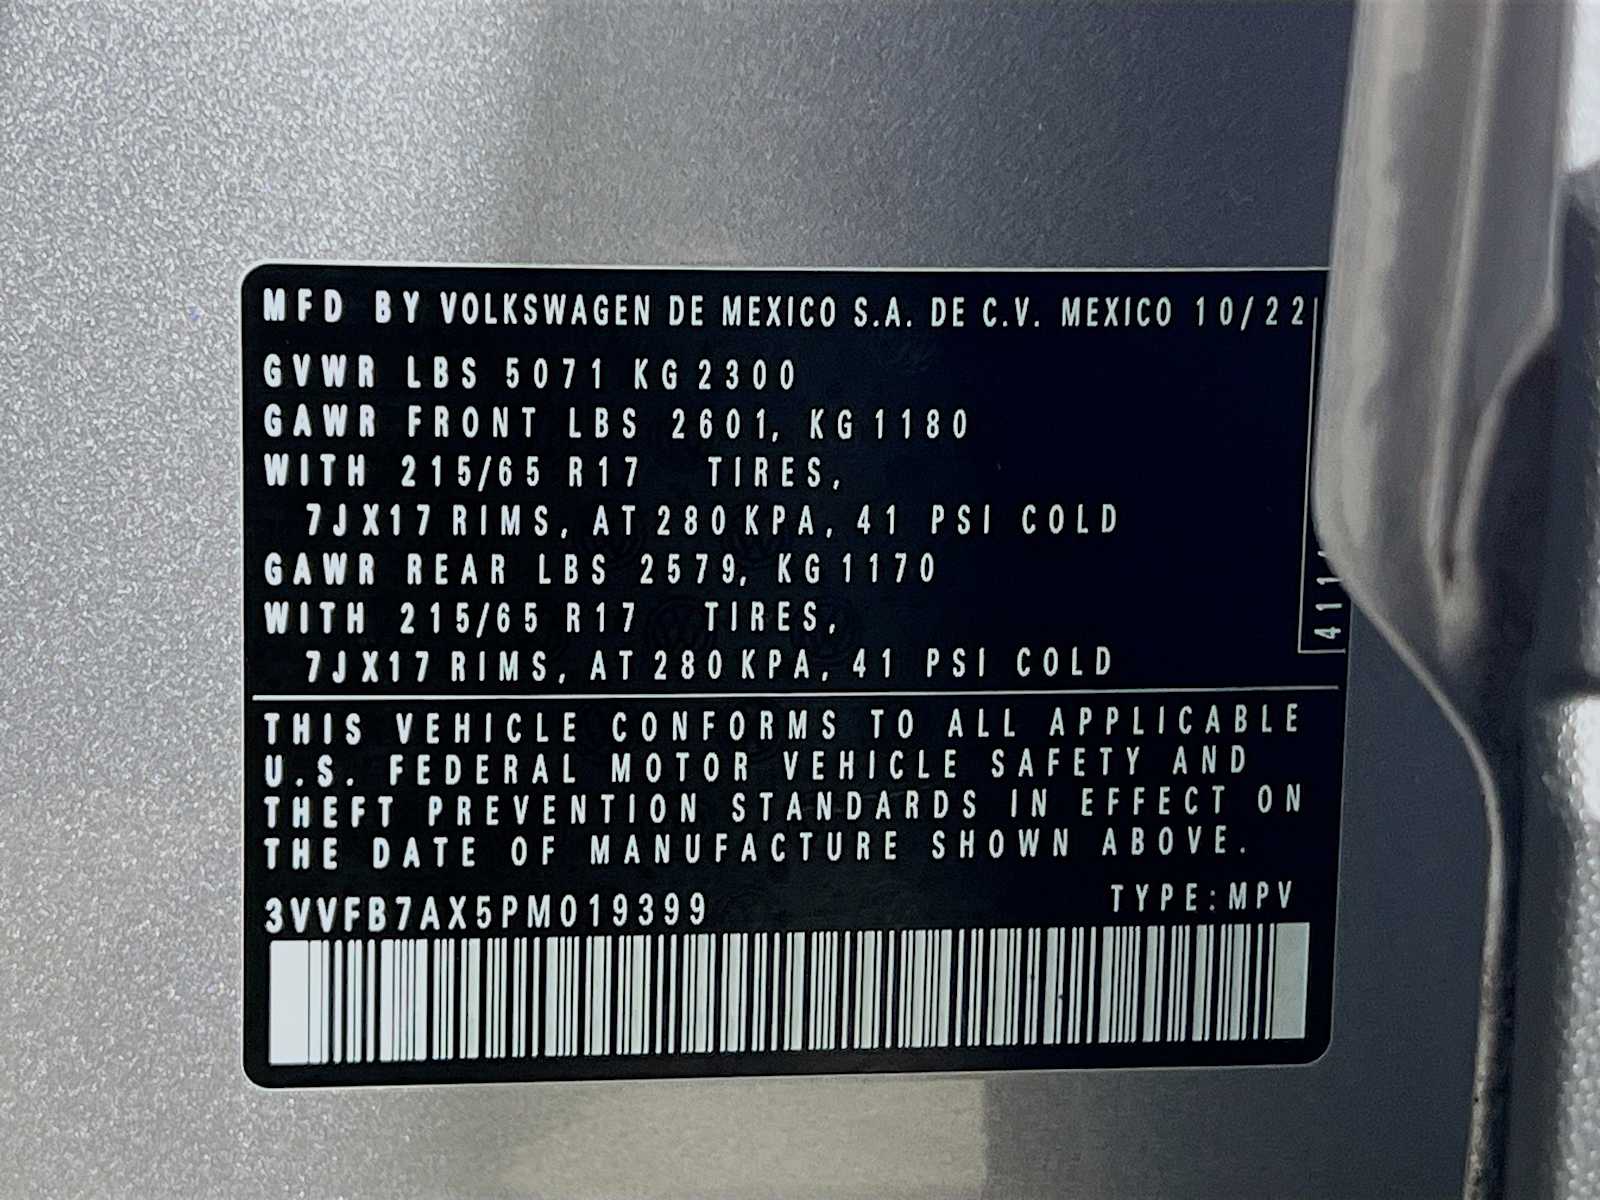 MFD BY VOLKSWAGEN DE MEXICO S.A. DE C.V. MEXICO 10/22
GVWR LBS 5071 KG 2300
GAWR FRONT LBS 2601, KG 1180
WITH 215/65 R17 TIRES,
7JX17 RIMS, AT 280 KPA, 41 PSI COLD
GAWR REAR LBS 2579, KG 1170
WITH 215/65 R17 TIRES,
7JX17 RIMS, AT 280 KPA, 41 PSI COLD
THIS VEHICLE CONFORMS TO ALL APPLICABLE
U.S. FEDERAL MOTOR VEHICLE SAFETY AND
THEFT PREVENTION STANDARDS IN EFFECT ON
THE DATE OF MANUFACTURE SHOWN ABOVE.
3VVFB7AX5PM019399 TYPE: MPV